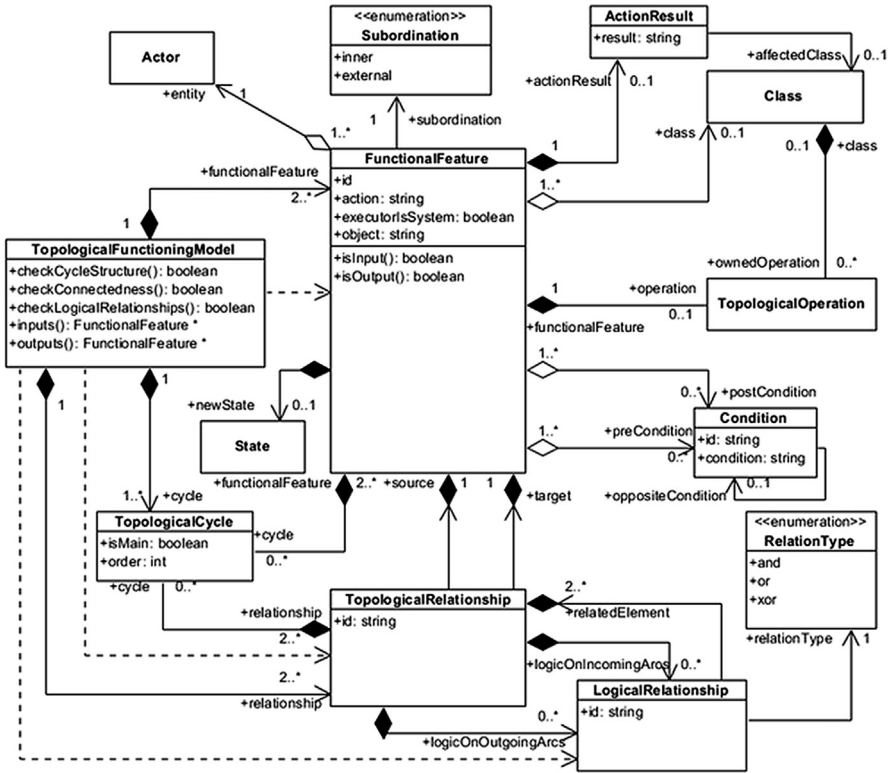 <<enumeration>>
Subordination
+inner
+external
ActionResult
+result: string
Actor
+entity
1
1..*
1
+subordination
+actionResult
0..1
+affectedClass
0..1
Class
+class
0..1
0..1
+class
FunctionalFeature
+id
+action: string
+executorIsSystem: boolean
+object: string
+isInput(): boolean
+isOutput(): boolean
1
1..*
+functionalFeature
2..*
1
TopologicalFunctioningModel
+checkCycleStructure(): boolean
+checkConnectedness(): boolean
+checkLogicalRelationships(): boolean
+inputs(): FunctionalFeature *
+outputs(): FunctionalFeature *
+ownedOperation
0..*
1
+operation
0..1
+functionalFeature
TopologicalOperation
1..*
0..*
+postCondition
1
1
+newState
0..1
State
1..*
+preCondition
0..*
Condition
+id: string
+condition: string
+oppositeCondition
0..1
+functionalFeature
2..*
+source
1
1
+target
1..*
+cycle
TopologicalCycle
+isMain: boolean
+order: int
+cycle
0..*
+cycle
0..*
<<enumeration>>
RelationType
+and
+or
+xor
+relationType
1
+relationship
2..*
TopologicalRelationship
+id: string
2..*
+relatedElement
+logicOnIncomingArcs
0..*
2..*
+relationship
LogicalRelationship
+id: string
0..*
+logicOnOutgoingArcs